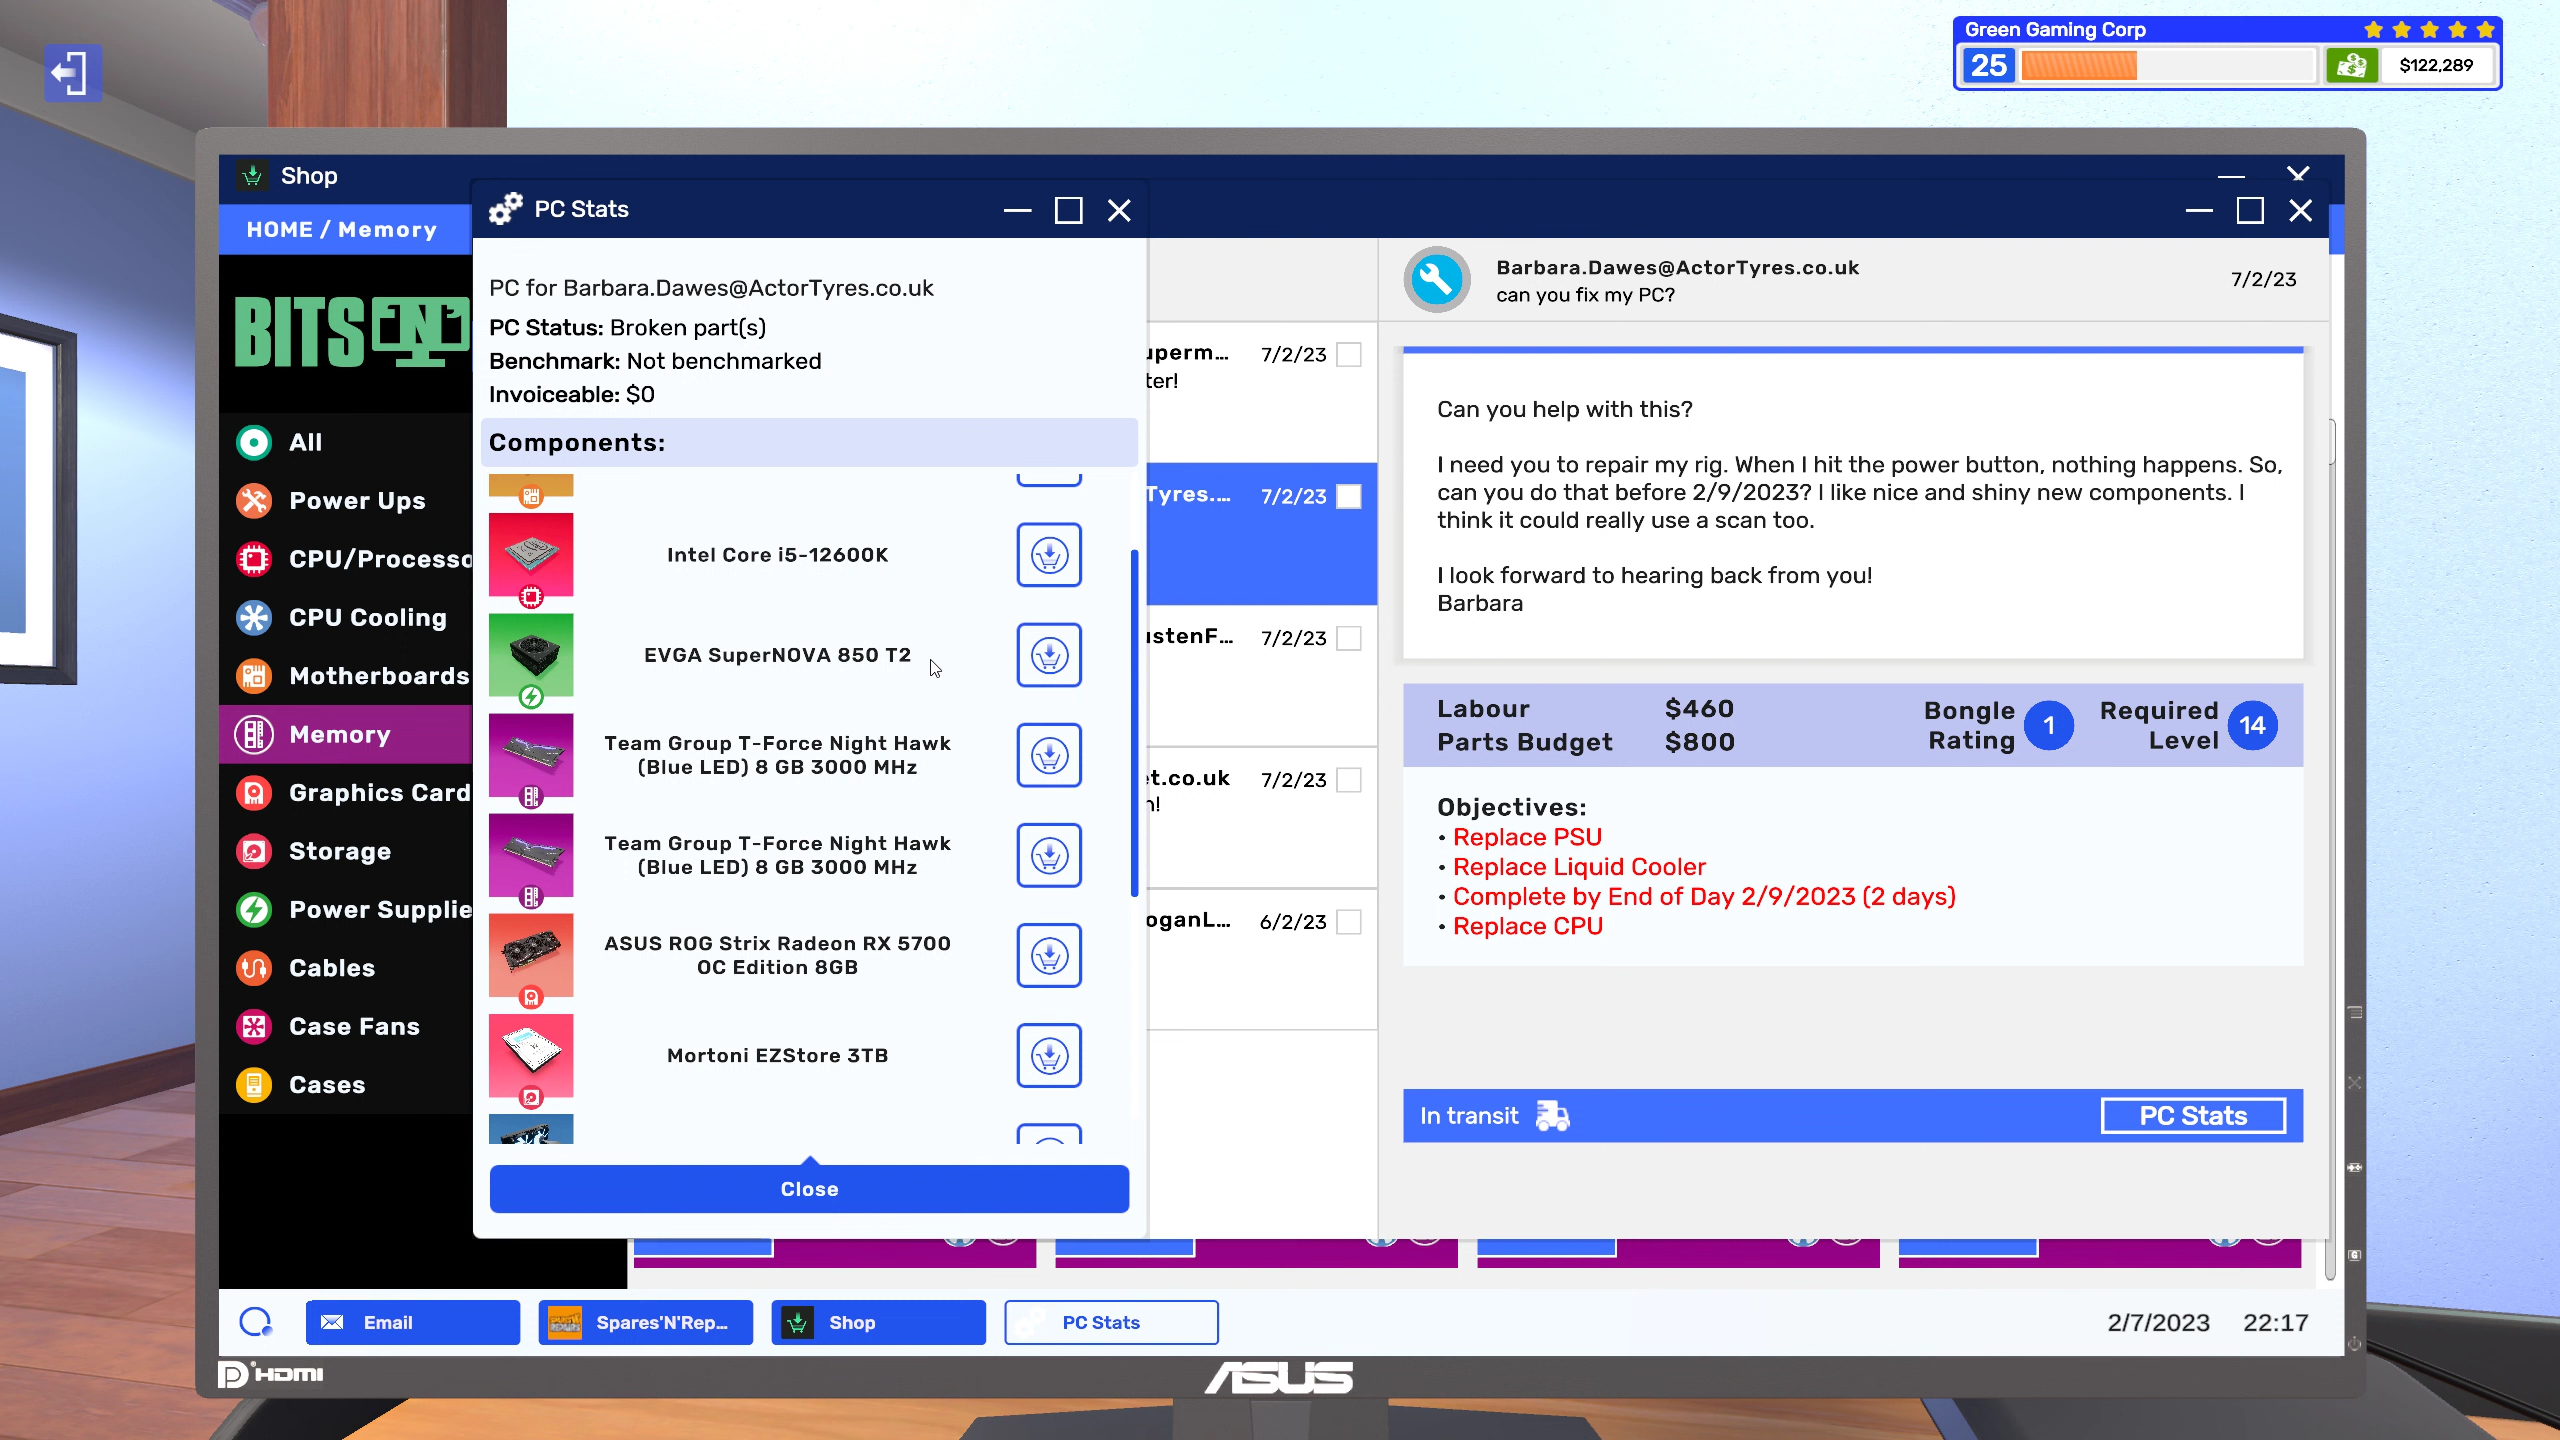 Green Gaming Corp
25
$122,289
Shop
HOME / Memory
BITS N
All
Power Ups
CPU/Processo
CPU Cooling
Motherboards
Memory
Graphics Card
Storage
Power Supplie
Cables
Case Fans
Cases
PC Stats
PC for Barbara.Dawes@ActorTyres.co.uk
PC Status: Broken part(s)
Benchmark: Not benchmarked
Invoiceable: $0
Components:
Intel Core i5-12600K
EVGA SuperNOVA 850 T2
Team Group T-Force Night Hawk
(Blue LED) 8 GB 3000 MHz
Team Group T-Force Night Hawk
(Blue LED) 8 GB 3000 MHz
ASUS ROG Strix Radeon RX 5700
OC Edition 8GB
Mortoni EZStore 3TB
Close
uperm... 7/2/23
ter!
Tyres.... 7/2/23
ustenF... 7/2/23
et.co.uk 7/2/23
n!
oganL... 6/2/23
Barbara.Dawes@ActorTyres.co.uk
can you fix my PC?
7/2/23
Can you help with this?
I need you to repair my rig. When I hit the power button, nothing happens. So,
can you do that before 2/9/2023? I like nice and shiny new components. I
think it could really use a scan too.
I look forward to hearing back from you!
Barbara
Labour $460
Parts Budget $800
Bongle
Rating
1
Required
Level
14
Objectives:
• Replace PSU
• Replace Liquid Cooler
• Complete by End of Day 2/9/2023 (2 days)
• Replace CPU
In transit
PC Stats
Email
Spares'N'Rep...
Shop
PC Stats
2/7/2023 22:17
HDMI
ASUS